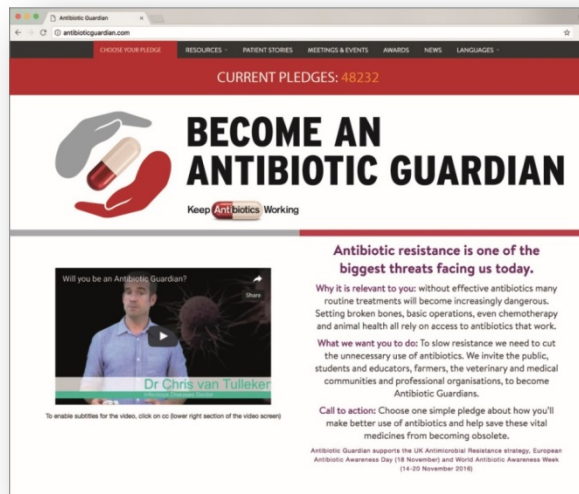 Antibiotic Guardian
antibioticguardian.com
CHOOSE YOUR PLEDGE RESOURCES PATIENT STORIES MEETINGS & EVENTS AWARDS NEWS LANGUAGES
CURRENT PLEDGES: 48232
BECOME AN
ANTIBIOTIC GUARDIAN
Keep Antibiotics Working
Will you be an Antibiotic Guardian?
Share
Dr Chris van Tulleken
Infectious Diseases Doctor
To enable subtitles for the video, click on cc (lower right section of the video screen)
Antibiotic resistance is one of the
biggest threats facing us today.
Why it is relevant to you: without effective antibiotics many
routine treatments will become increasingly dangerous.
Setting broken bones, basic operations, even chemotherapy
and animal health all rely on access to antibiotics that work.
What we want you to do: To slow resistance we need to cut
the unnecessary use of antibiotics. We invite the public,
students and educators, farmers, the veterinary and medical
communities and professional organisations, to become
Antibiotic Guardians.
Call to action: Choose one simple pledge about how you'll
make better use of antibiotics and help save these vital
medicines from becoming obsolete.
Antibiotic Guardian supports the UK Antimicrobial Resistance strategy, European
Antibiotic Awareness Day (18 November) and World Antibiotic Awareness Week
(14-20 November 2016)